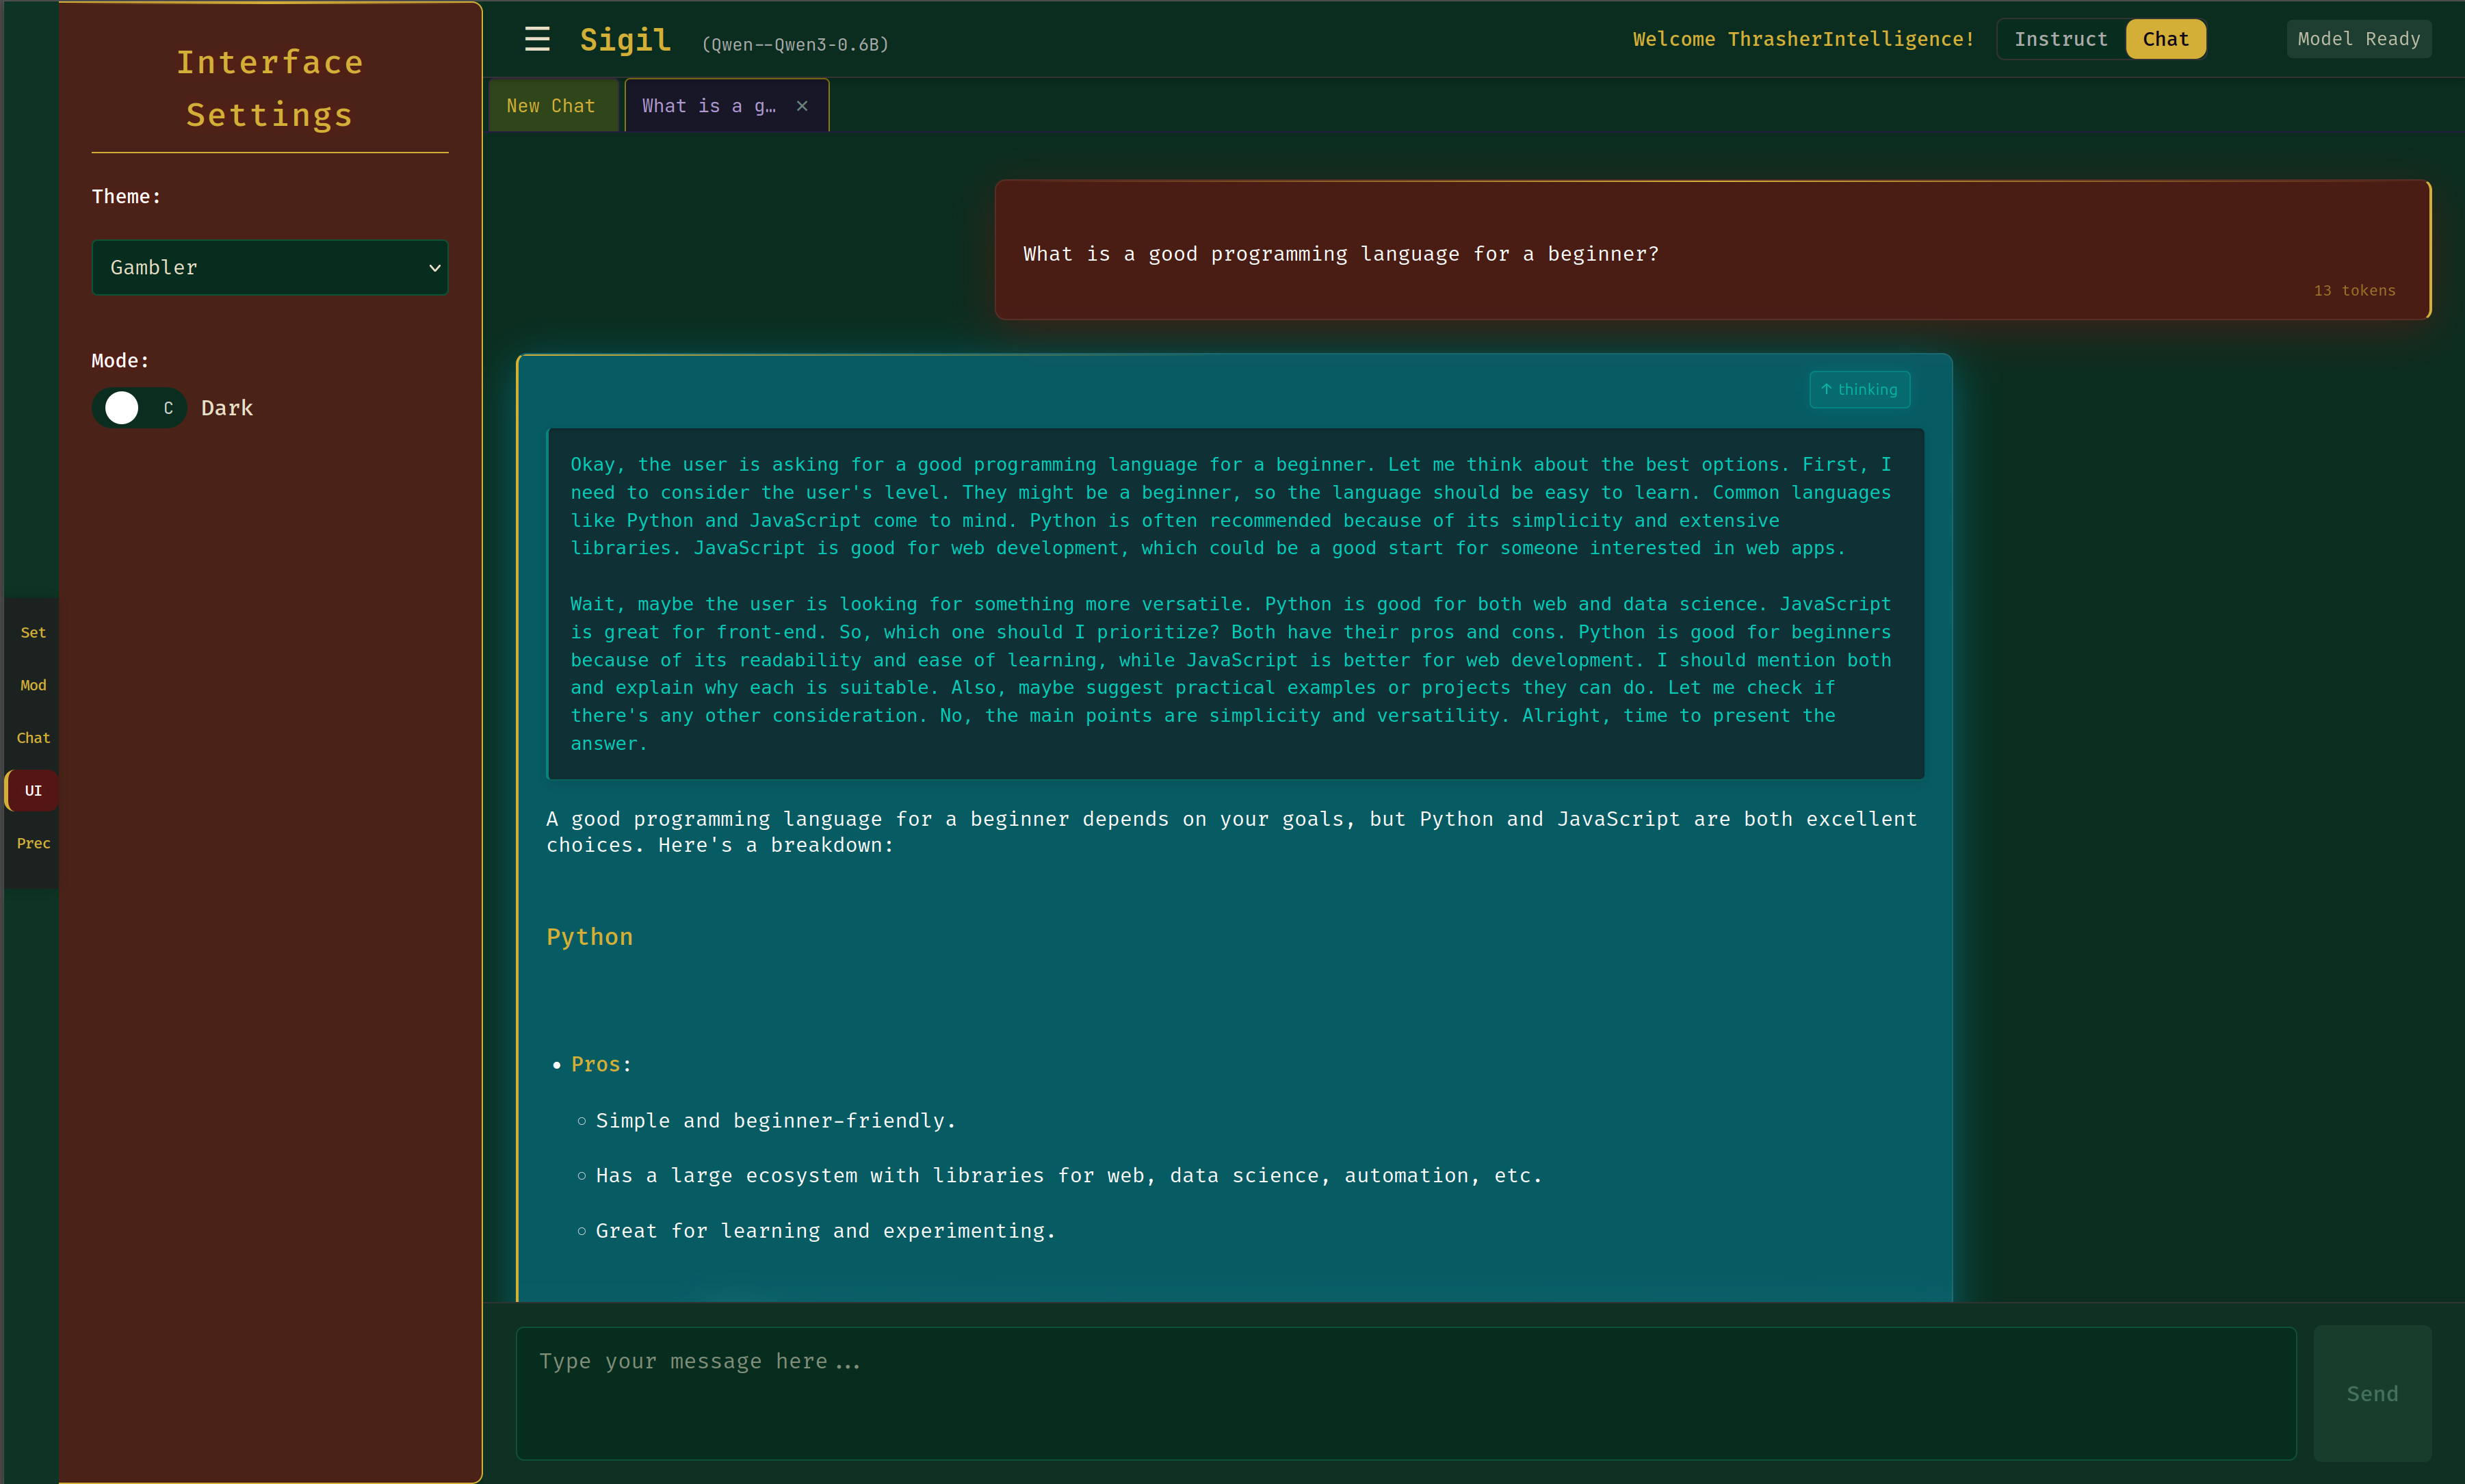 Interface
Settings
Theme:
Gambler
Mode:
C Dark
Set
Mod
Chat
UI
Prec
☰ Sigil (Qwen--Qwen3-0.6B)
Welcome ThrasherIntelligence! Instruct Chat Model Ready
New Chat What is a g… ✕
What is a good programming language for a beginner?
13 tokens
↑ thinking
Okay, the user is asking for a good programming language for a beginner. Let me think about the best options. First, I
need to consider the user's level. They might be a beginner, so the language should be easy to learn. Common languages
like Python and JavaScript come to mind. Python is often recommended because of its simplicity and extensive
libraries. JavaScript is good for web development, which could be a good start for someone interested in web apps.
Wait, maybe the user is looking for something more versatile. Python is good for both web and data science. JavaScript
is great for front-end. So, which one should I prioritize? Both have their pros and cons. Python is good for beginners
because of its readability and ease of learning, while JavaScript is better for web development. I should mention both
and explain why each is suitable. Also, maybe suggest practical examples or projects they can do. Let me check if
there's any other consideration. No, the main points are simplicity and versatility. Alright, time to present the
answer.
A good programming language for a beginner depends on your goals, but Python and JavaScript are both excellent
choices. Here's a breakdown:
Python
• Pros:
◦ Simple and beginner-friendly.
◦ Has a large ecosystem with libraries for web, data science, automation, etc.
◦ Great for learning and experimenting.
Type your message here...
Send